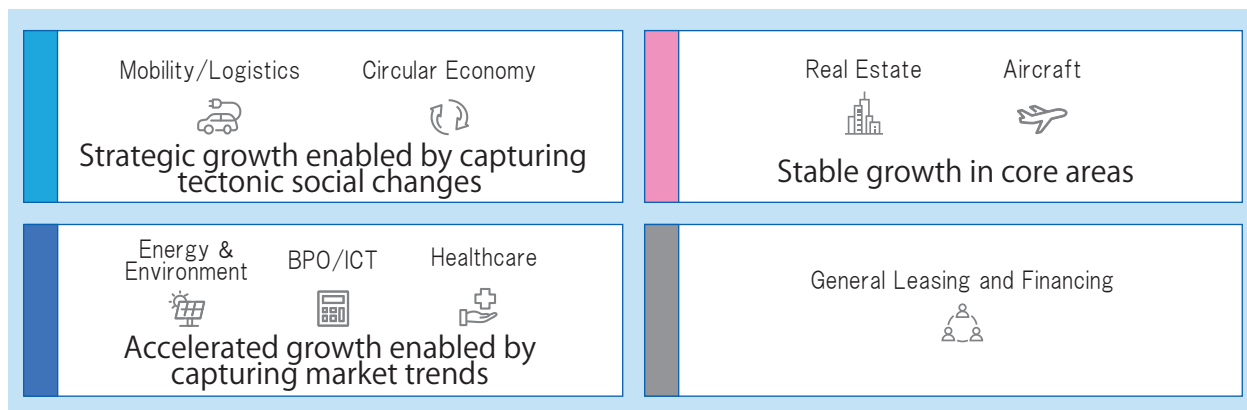 Mobility/Logistics
Circular Economy
Strategic growth enabled by capturing
tectonic social changes
Real Estate
Aircraft
Stable growth in core areas
Energy &
Environment
BPO/ICT
Healthcare
Accelerated growth enabled by
capturing market trends
General Leasing and Financing